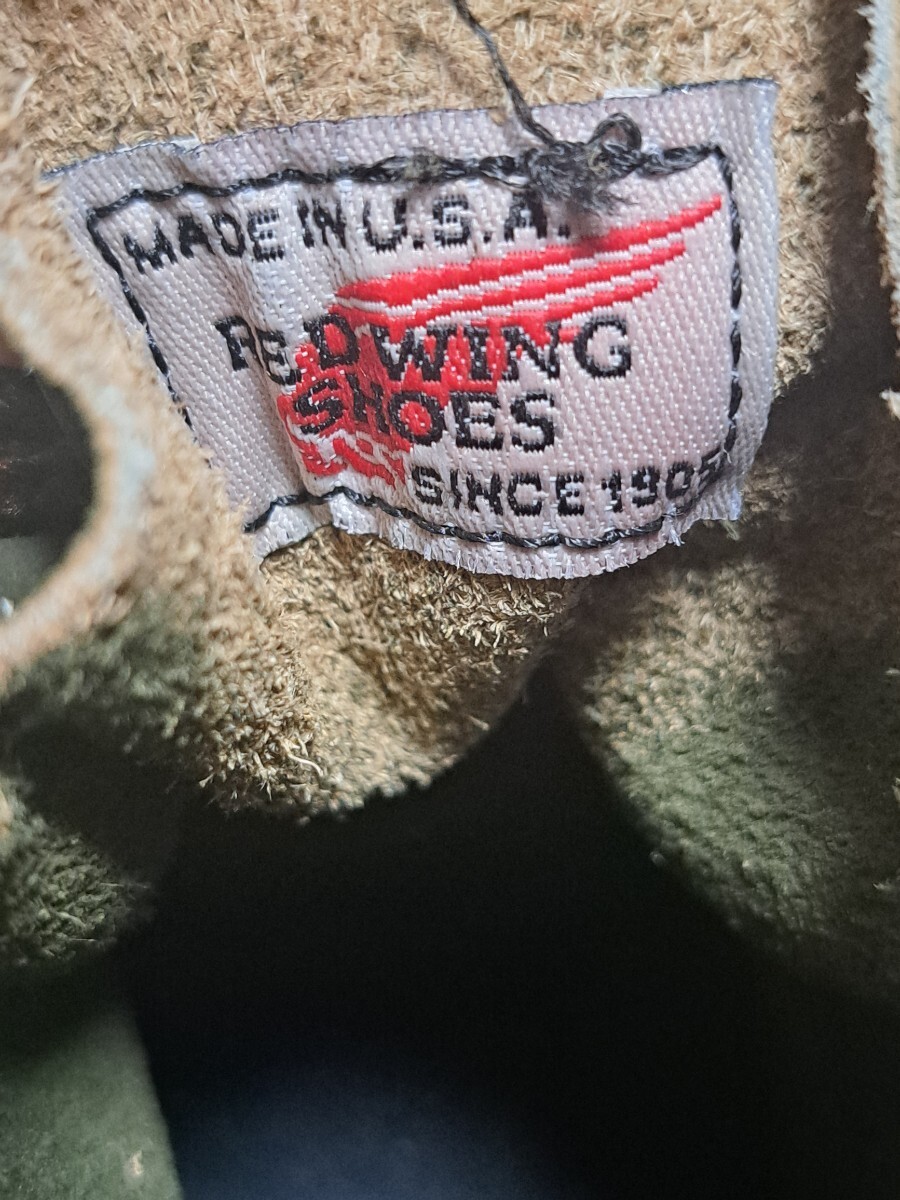 MADE IN U.S.A.
RED WING
SHOES
SINCE 1905